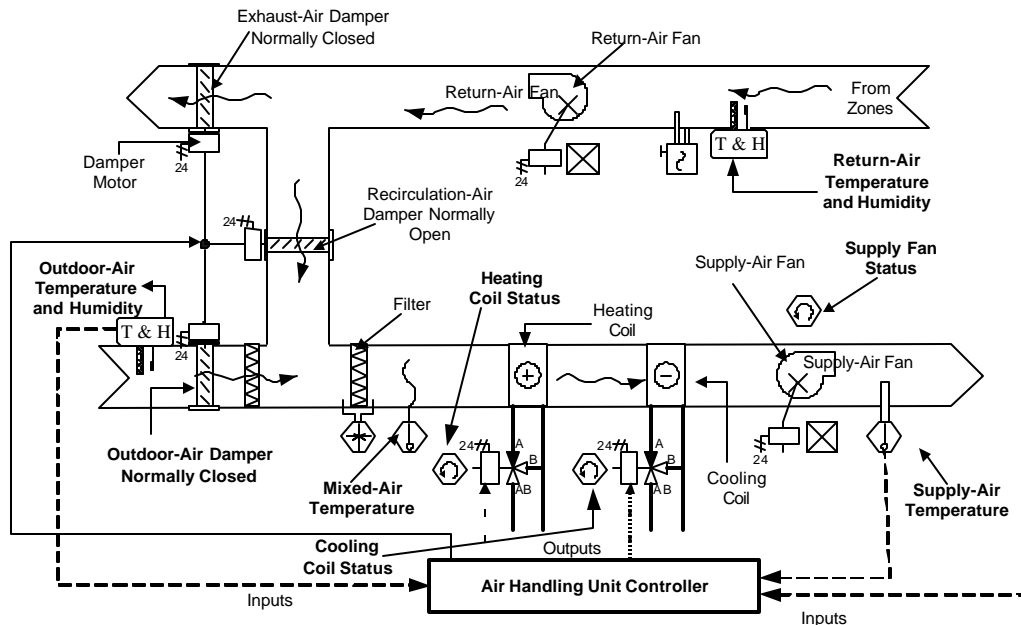 Exhaust-Air Damper
Normally Closed
Return-Air Fan
Return-Air Fan
From
Zones
24
Damper
Motor
24
T & H
Return-Air
Temperature
and Humidity
Recirculation-Air
Damper Normally
Open
24
Outdoor-Air
Temperature
and Humidity
T & H
24
Filter
Heating
Coil Status
Heating
Coil
Supply-Air Fan
Supply Fan
Status
Supply-Air Fan
Outdoor-Air Damper
Normally Closed
Mixed-Air
Temperature
24
A
B
AB
24
A
B
AB
Cooling
Coil
24
Supply-Air
Temperature
Cooling
Coil Status
Outputs
Air Handling Unit Controller
Inputs
Inputs